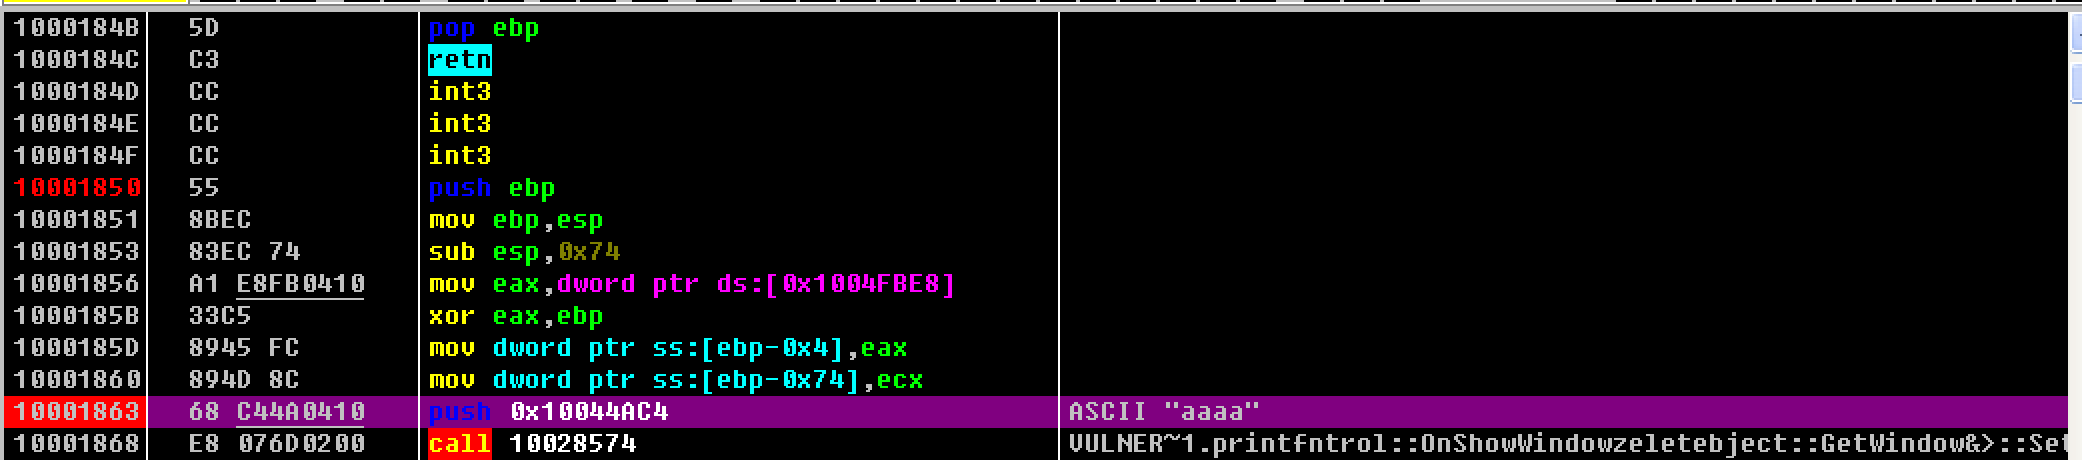 1000184B 5D pop ebp
1000184C C3 retn
1000184D CC int3
1000184E CC int3
1000184F CC int3
10001850 55 push ebp
10001851 8BEC mov ebp,esp
10001853 83EC 74 sub esp,0x74
10001856 A1 E8FB0410 mov eax,dword ptr ds:[0x1004FBE8]
1000185B 33C5 xor eax,ebp
1000185D 8945 FC mov dword ptr ss:[ebp-0x4],eax
10001860 894D 8C mov dword ptr ss:[ebp-0x74],ecx
10001863 68 C44A0410 push 0x10044AC4 ASCII "aaaa"
10001868 E8 076D0200 call 10028574 VULNER~1.printfntrol::OnShowWindowzeletebject::GetWindow&>::Set